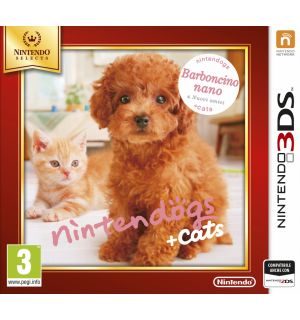 Nintendo
SELECTS
nintendogs
Barboncino
nano
& Nuovi amici
+cats
NINTENDO
NETWORK
NINTENDO 3DS
nintendogs
+cats
3
www.pegi.info
Nintendo
COMPATIBILE
ANCHE CON
NINTENDO 2DS